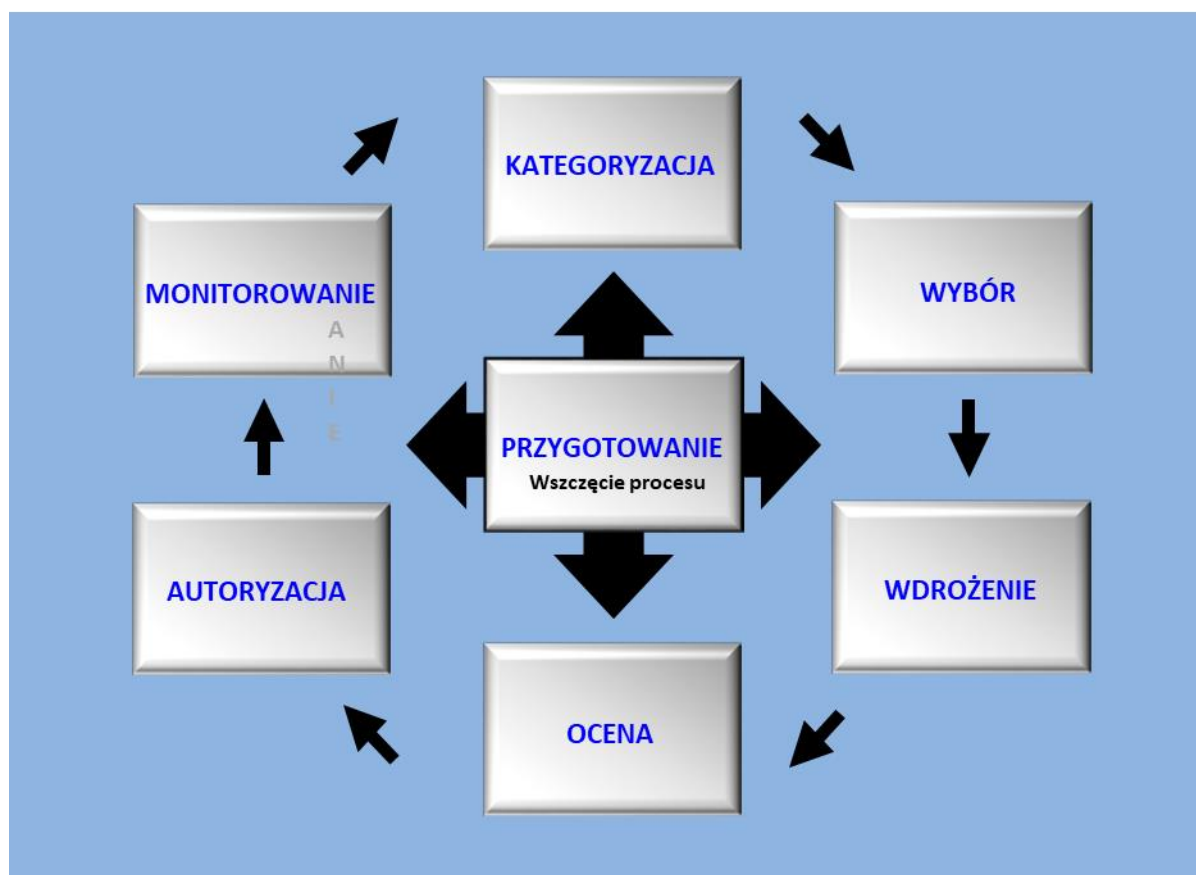 KATEGORYZACJA
MONITOROWANIE
A
N
I
E
WYBÓR
PRZYGOTOWANIE
Wszczęcie procesu
AUTORYZACJA
WDROŻENIE
OCENA